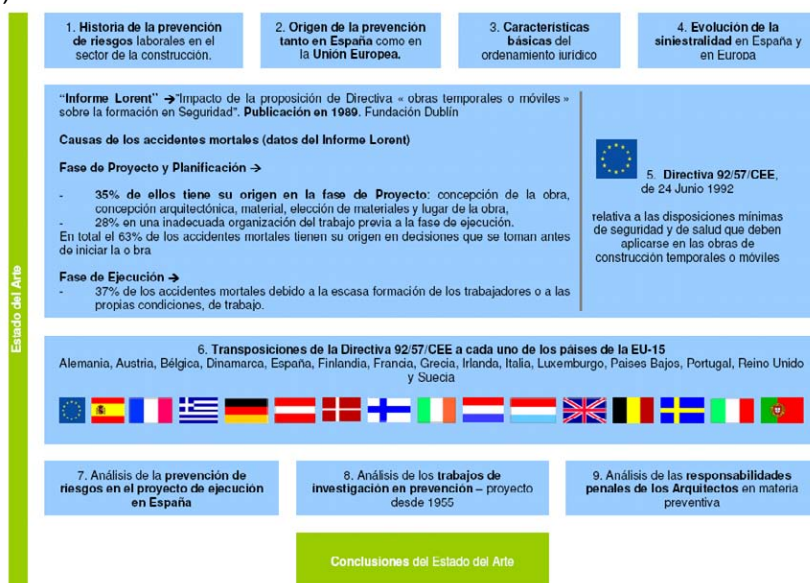 )
Estado del Arte
1. Historia de la prevención
de riesgos laborales en el
sector de la construcción.
2. Origen de la prevención
tanto en España como en
la Unión Europea.
3. Características
básicas del
ordenamiento jurídico
4. Evolución de la
siniestralidad en España y
en Europa
“Informe Lorent” →“Impacto de la proposición de Directiva « obras temporales o móviles »
sobre la formación en Seguridad”. Publicación en 1989. Fundación Dublín
Causas de los accidentes mortales (datos del Informe Lorent)
Fase de Proyecto y Planificación →
- 35% de ellos tiene su origen en la fase de Proyecto: concepción de la obra,
concepción arquitectónica, material, elección de materiales y lugar de la obra,
- 28% en una inadecuada organización del trabajo previa a la fase de ejecución.
En total el 63% de los accidentes mortales tienen su origen en decisiones que se toman antes
de iniciar la o bra
Fase de Ejecución →
- 37% de los accidentes mortales debido a la escasa formación de los trabajadores o a las
propias condiciones, de trabajo.
5. Directiva 92/57/CEE,
de 24 Junio 1992
relativa a las disposiciones mínimas
de seguridad y de salud que deben
aplicarse en las obras de
construcción temporales o móviles
6. Transposiciones de la Directiva 92/57/CEE a cada uno de los países de la EU-15
Alemania, Austria, Bélgica, Dinamarca, España, Finlandia, Francia, Grecia, Irlanda, Italia, Luxemburgo, Paises Bajos, Portugal, Reino Unido
y Suecia
7. Análisis de la prevención de
riesgos en el proyecto de ejecución
en España
8. Análisis de los trabajos de
investigación en prevención – proyecto
desde 1955
9. Análisis de las responsabilidades
penales de los Arquitectos en materia
preventiva
Conclusiones del Estado del Arte